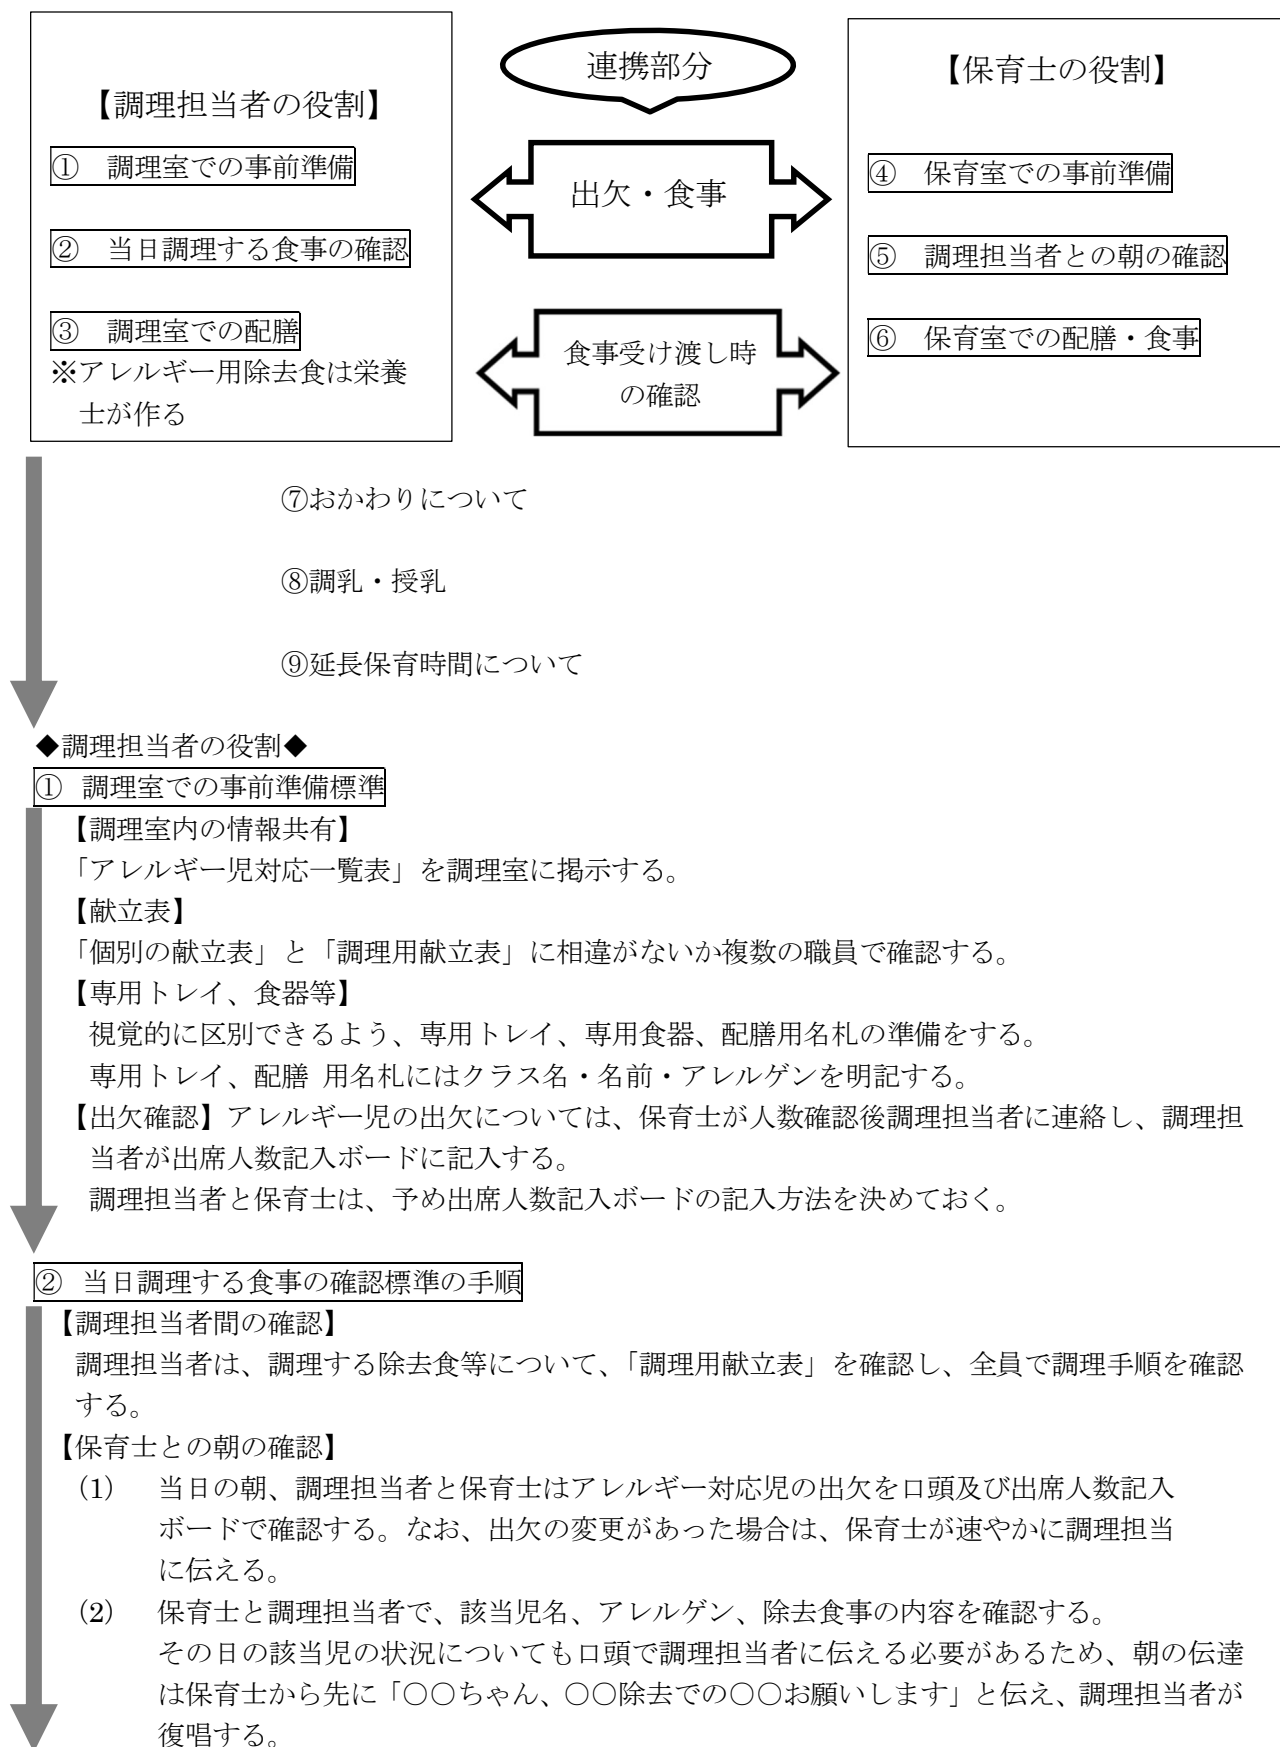 【調理担当者の役割】
① 調理室での事前準備
② 当日調理する食事の確認
③ 調理室での配膳
※アレルギー用除去食は栄養
士が作る
連携部分
出欠・食事
食事受け渡し時
の確認
【保育士の役割】
④ 保育室での事前準備
⑤ 調理担当者との朝の確認
⑥ 保育室での配膳・食事
⑦おかわりについて
⑧調乳・授乳
⑨延長保育時間について
◆調理担当者の役割◆
① 調理室での事前準備標準
【調理室内の情報共有】
「アレルギー児対応一覧表」を調理室に掲示する。
【献立表】
「個別の献立表」と「調理用献立表」に相違がないか複数の職員で確認する。
【専用トレイ、食器等】
視覚的に区別できるよう、専用トレイ、専用食器、配膳用名札の準備をする。
専用トレイ、配膳 用名札にはクラス名・名前・アレルゲンを明記する。
【出欠確認】アレルギー児の出欠については、保育士が人数確認後調理担当者に連絡し、調理担
当者が出席人数記入ボードに記入する。
調理担当者と保育士は、予め出席人数記入ボードの記入方法を決めておく。
② 当日調理する食事の確認標準の手順
【調理担当者間の確認】
調理担当者は、調理する除去食等について、「調理用献立表」を確認し、全員で調理手順を確認
する。
【保育士との朝の確認】
(1) 当日の朝、調理担当者と保育士はアレルギー対応児の出欠を口頭及び出席人数記入
ボードで確認する。なお、出欠の変更があった場合は、保育士が速やかに調理担当
に伝える。
(2) 保育士と調理担当者で、該当児名、アレルゲン、除去食事の内容を確認する。
その日の該当児の状況についても口頭で調理担当者に伝える必要があるため、朝の伝達
は保育士から先に「○○ちゃん、○○除去での○○お願いします」と伝え、調理担当者が
復唱する。